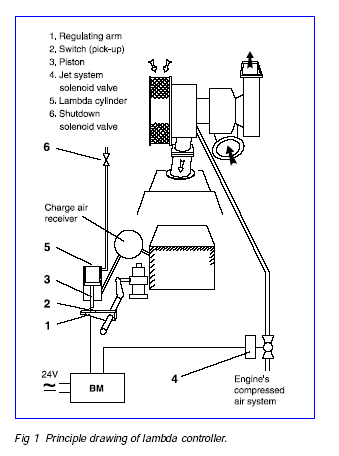 1, Regulating arm
2, Switch (pick-up)
3, Piston
4, Jet system
solenoid valve
5. Lambda cylinder
6. Shutdown
solenoid valve
6
Charge air
receiver
5
3
2
1
24V
~
BM
4
Engine's
compressed
air system
Fig 1 Principle drawing of lambda controller.